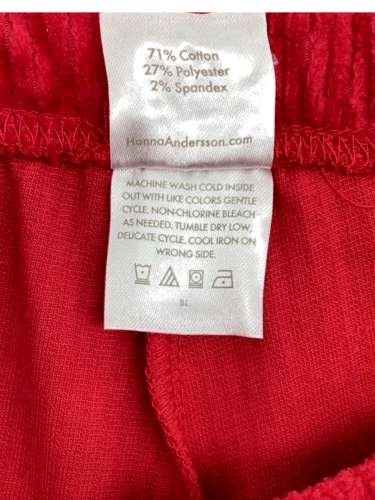 71% Cotton
27% Polyester
2% Spandex
HannaAndersson.com
MACHINE WASH COLD INSIDE
OUT WITH LIKE COLORS GENTLE
CYCLE. NON-CHLORINE BLEACH
AS NEEDED. TUMBLE DRY LOW,
DELICATE CYCLE. COOL IRON ON
WRONG SIDE.